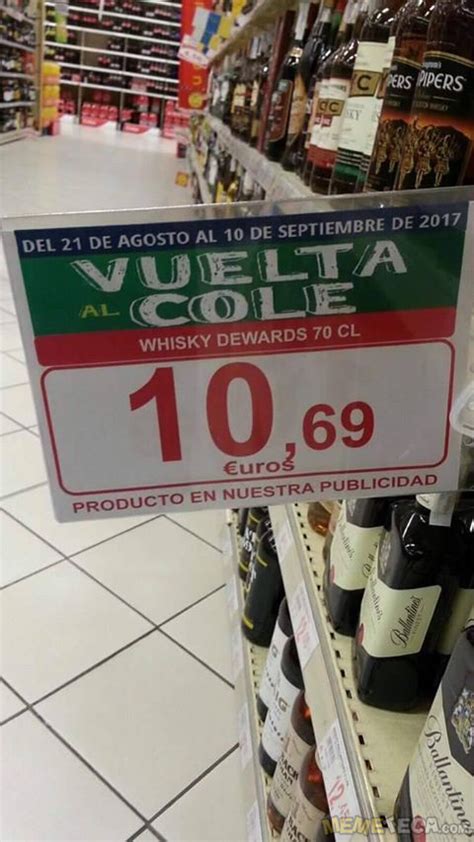 DEL 21 DE AGOSTO AL 10 DE SEPTIEMBRE DE 2017
VUELTA
AL COLE
WHISKY DEWARDS 70 CL
10,69
€uros
PRODUCTO EN NUESTRA PUBLICIDAD
PIPERS
Ballantine's
Ballantine
MEMETECA.COM